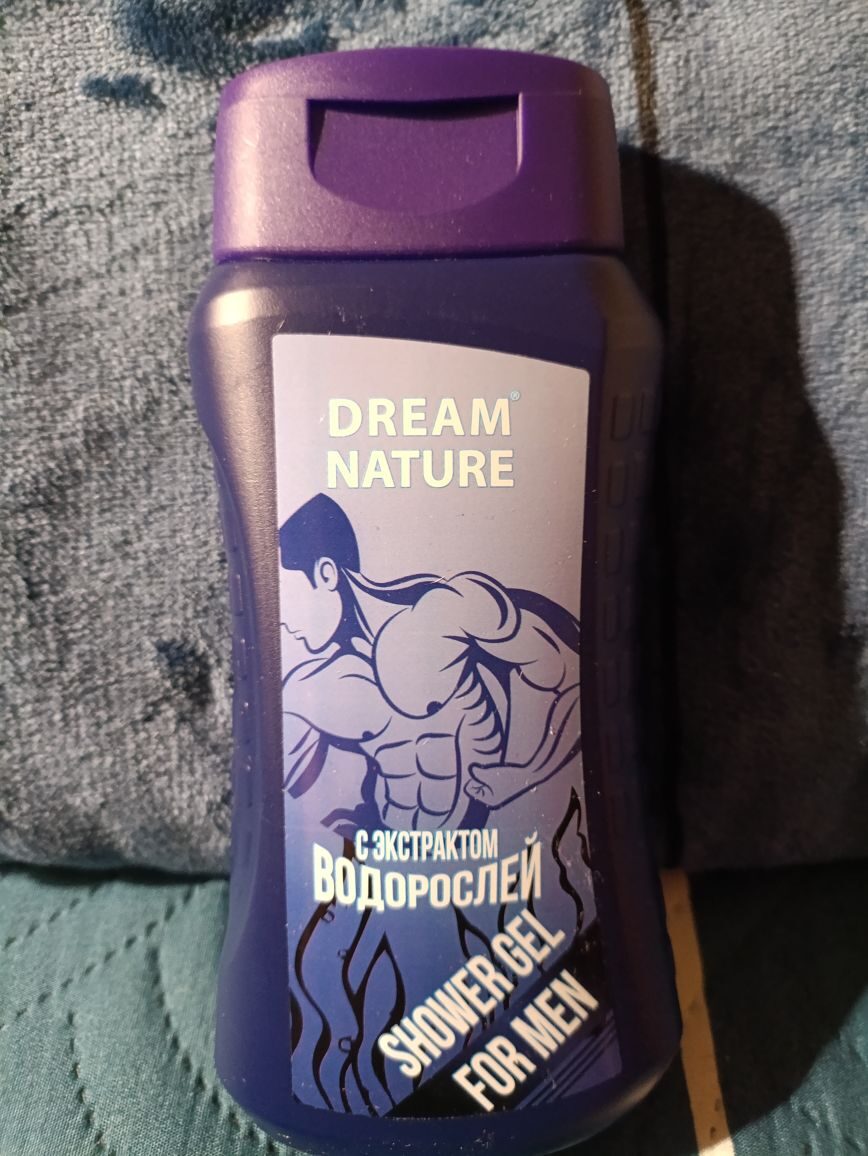 DREAM®
NATURE
С ЭКСТРАКТОМ
ВОДОРОСЛЕЙ
SHOWER GEL
FOR MEN